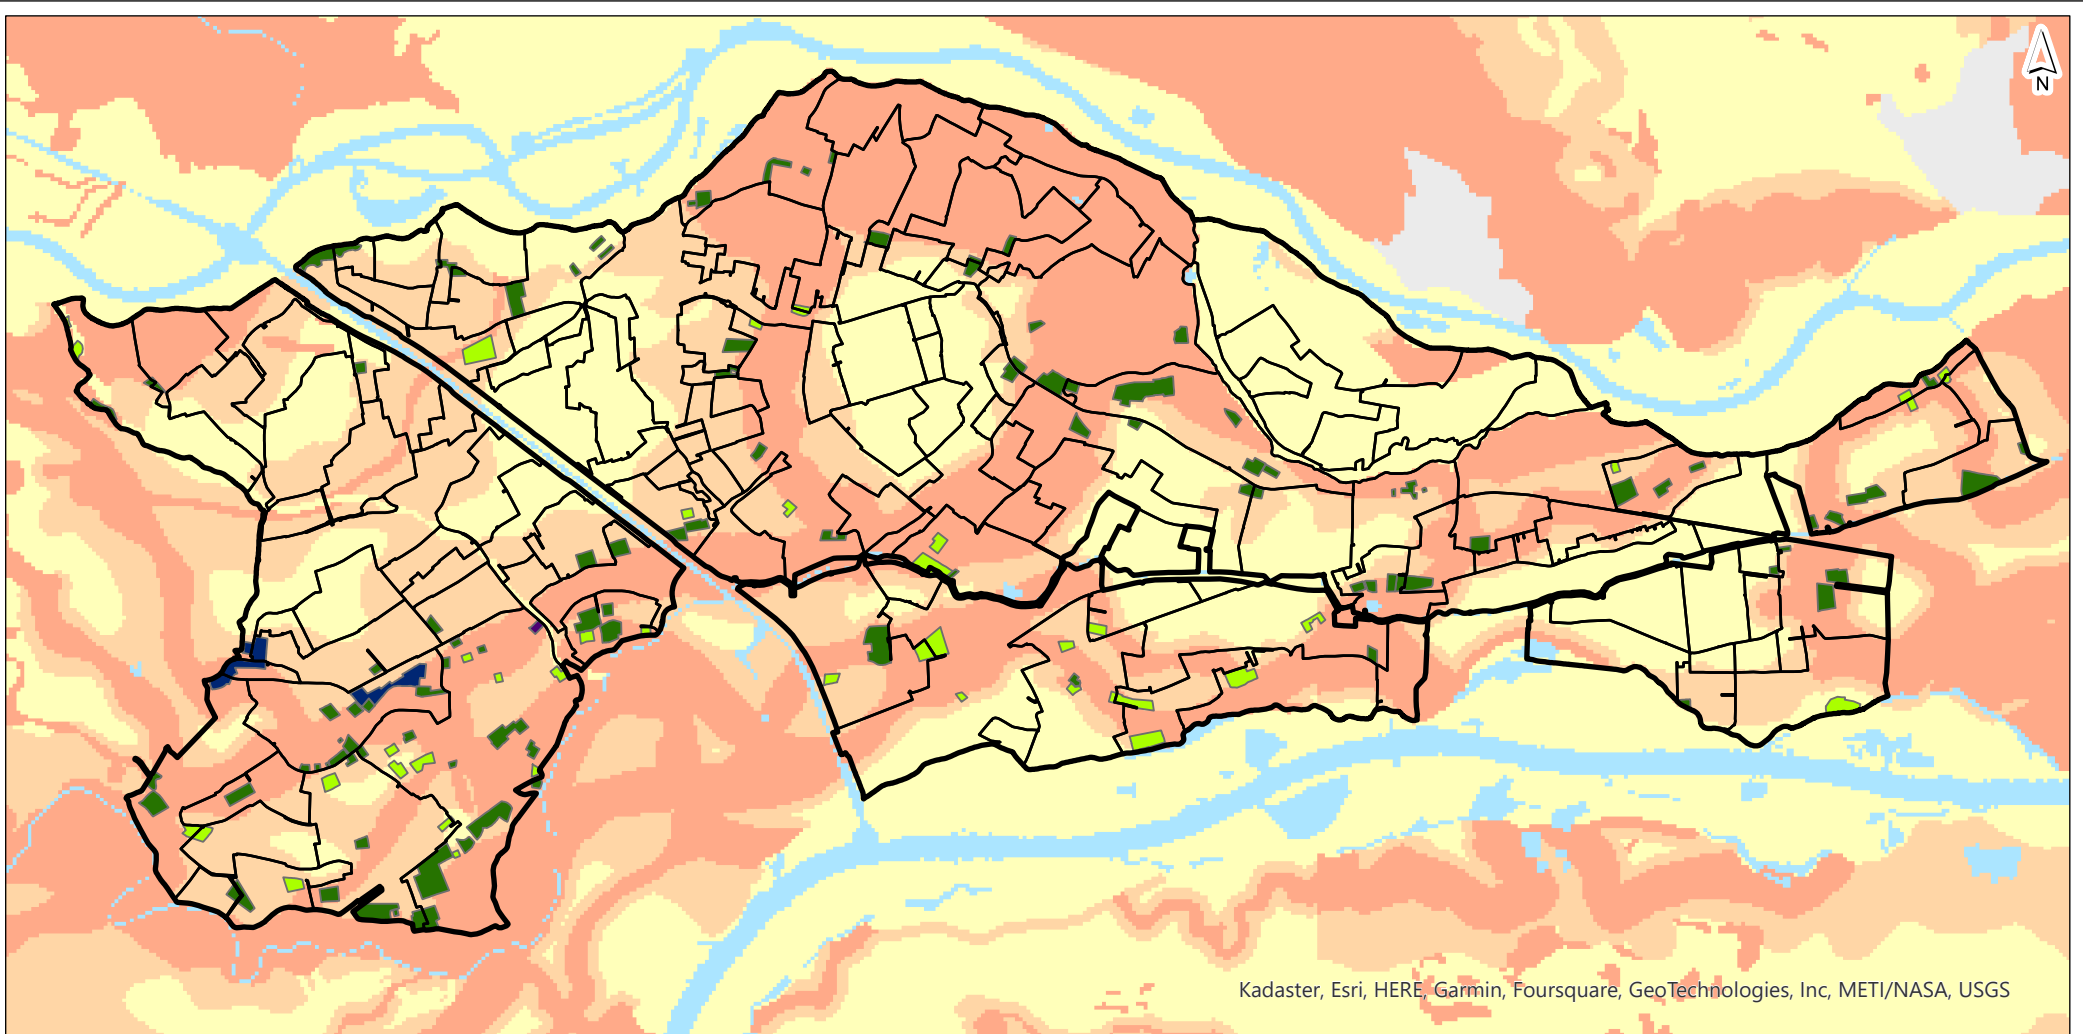 N
Kadaster, Esri, HERE, Garmin, Foursquare, GeoTechnologies, Inc, METI/NASA, USGS